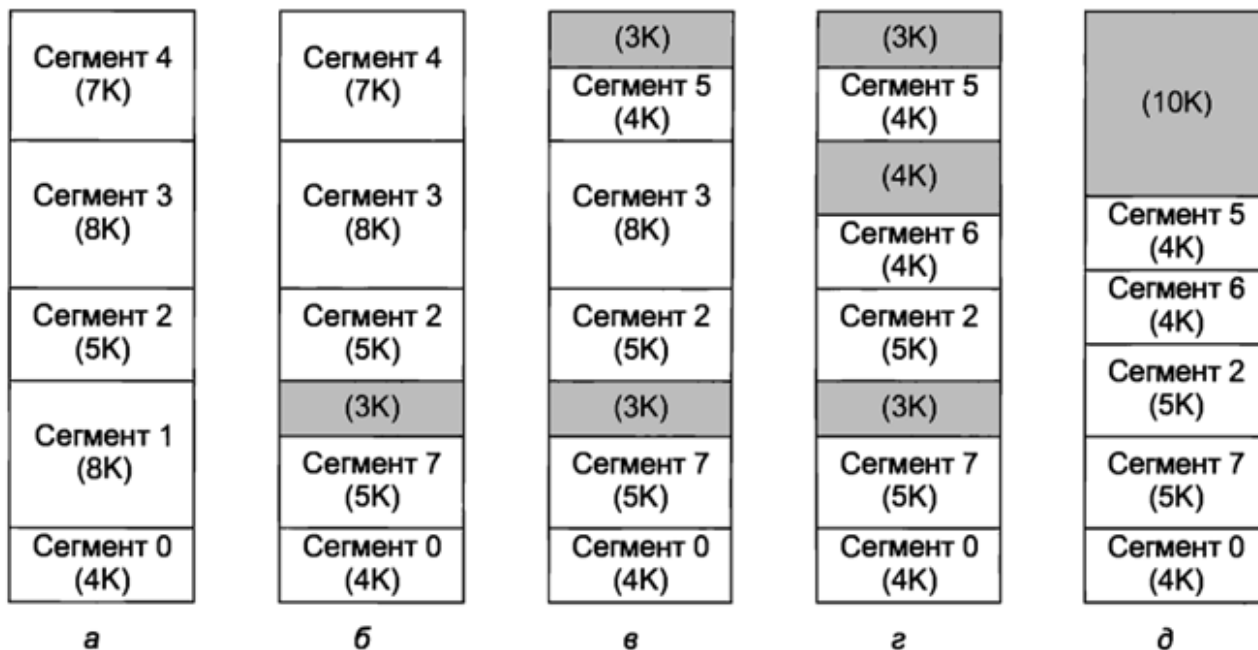 Сегмент 4
(7K)
Сегмент 3
(8K)
Сегмент 2
(5K)
Сегмент 1
(8K)
Сегмент 0
(4K)
а
Сегмент 4
(7K)
Сегмент 3
(8K)
Сегмент 2
(5K)
(3K)
Сегмент 7
(5K)
Сегмент 0
(4K)
б
(3K)
Сегмент 5
(4K)
Сегмент 3
(8K)
Сегмент 2
(5K)
(3K)
Сегмент 7
(5K)
Сегмент 0
(4K)
в
(3K)
Сегмент 5
(4K)
(4K)
Сегмент 6
(4K)
Сегмент 2
(5K)
(3K)
Сегмент 7
(5K)
Сегмент 0
(4K)
г
(10K)
Сегмент 5
(4K)
Сегмент 6
(4K)
Сегмент 2
(5K)
Сегмент 7
(5K)
Сегмент 0
(4K)
д